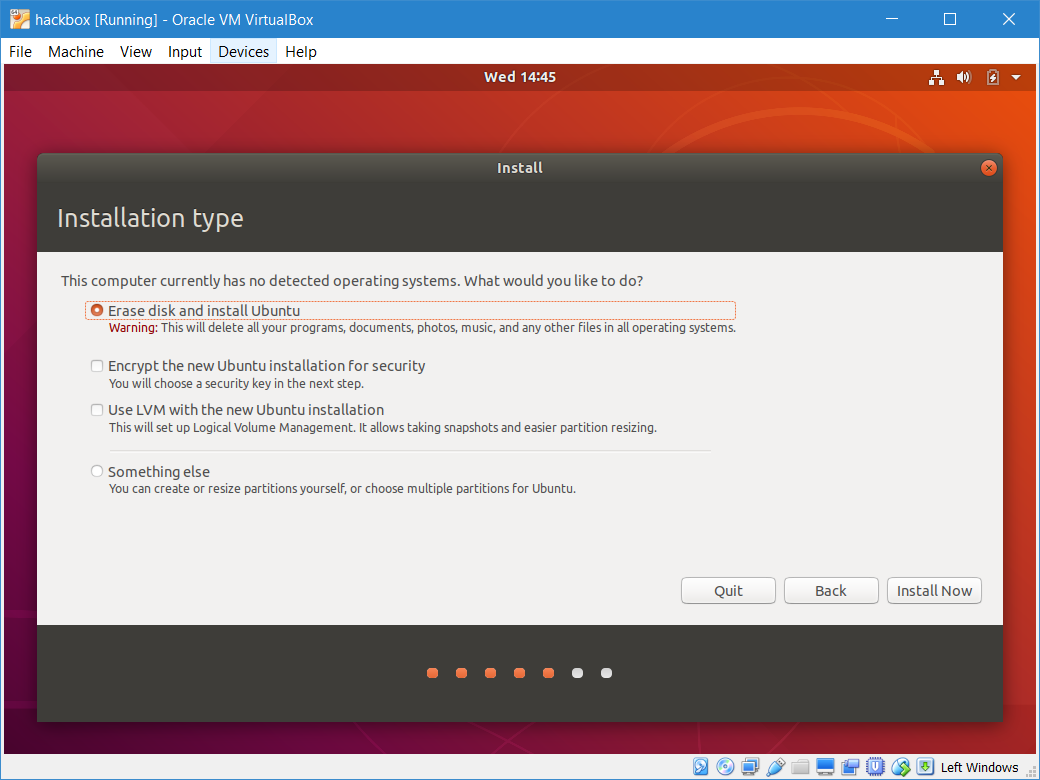 hackbox [Running] - Oracle VM VirtualBox
File Machine View Input Devices Help
Wed 14:45
Install
Installation type
This computer currently has no detected operating systems. What would you like to do?
Erase disk and install Ubuntu
Warning: This will delete all your programs, documents, photos, music, and any other files in all operating systems.
Encrypt the new Ubuntu installation for security
You will choose a security key in the next step.
Use LVM with the new Ubuntu installation
This will set up Logical Volume Management. It allows taking snapshots and easier partition resizing.
Something else
You can create or resize partitions yourself, or choose multiple partitions for Ubuntu.
Quit Back Install Now
Left Windows